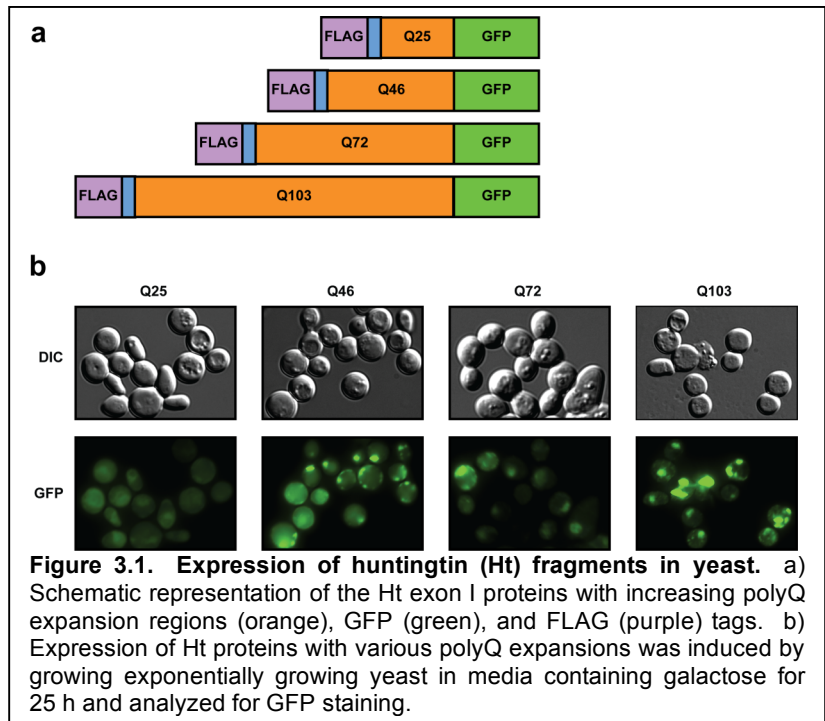 a
FLAG Q25 GFP
FLAG Q46 GFP
FLAG Q72 GFP
FLAG Q103 GFP
b
Q25 Q46 Q72 Q103
DIC
GFP
Figure 3.1. Expression of huntingtin (Ht) fragments in yeast. a)
Schematic representation of the Ht exon I proteins with increasing polyQ
expansion regions (orange), GFP (green), and FLAG (purple) tags. b)
Expression of Ht proteins with various polyQ expansions was induced by
growing exponentially growing yeast in media containing galactose for
25 h and analyzed for GFP staining.